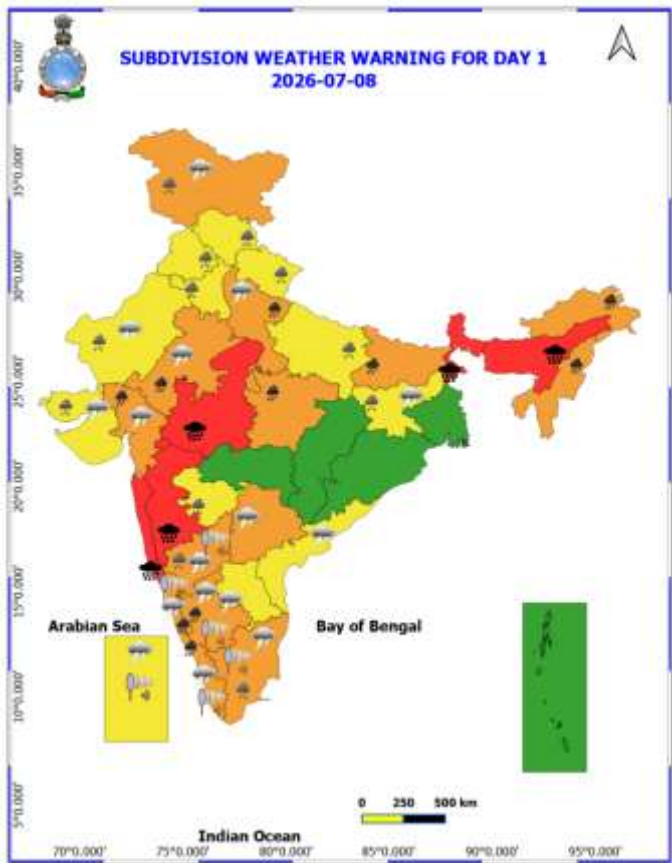 SUBDIVISION WEATHER WARNING FOR DAY 1
2026-07-08
40°0.000'
35°0.000'
30°0.000'
25°0.000'
20°0.000'
15°0.000'
10°0.000'
5°0.000'
Arabian Sea
Bay of Bengal
0 250 500 km
Indian Ocean
70°0.000' 75°0.000' 80°0.000' 85°0.000' 90°0.000' 95°0.000'